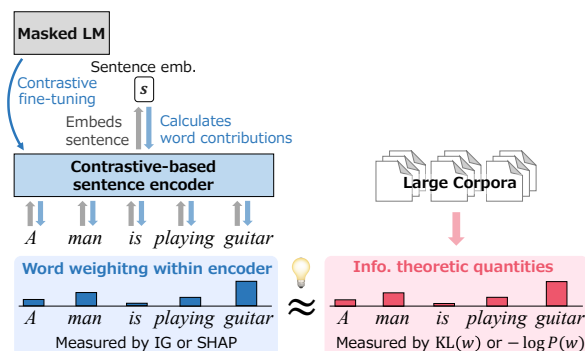 Masked LM
Contrastive
fine-tuning
Sentence emb.
s
Embeds
sentence
Calculates
word contributions
Contrastive-based
sentence encoder
A man is playing guitar
Word weighitng within encoder
A man is playing guitar
Measured by IG or SHAP
≈
Large Corpora
Info. theoretic quantities
A man is playing guitar
Measured by KL(w) or − log P(w)